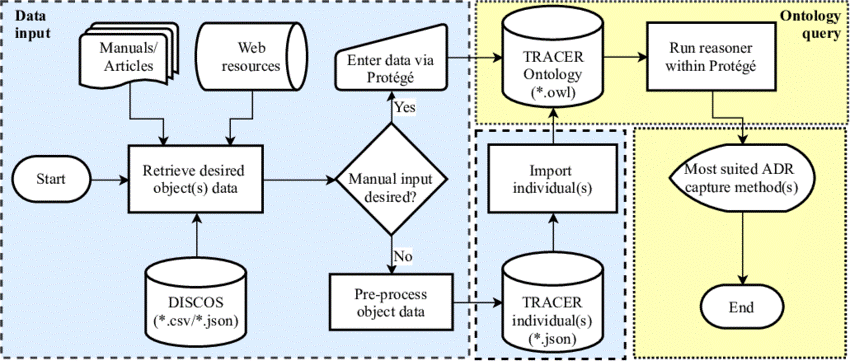 Data
input
Manuals/
Articles
Web
resources
Enter data via
Protégé
TRACER
Ontology
(*.owl)
Run reasoner
within Protégé
Ontology
query
Yes
Start
Retrieve desired
object(s) data
Manual input
desired?
Import
individual(s)
Most suited ADR
capture method(s)
No
DISCOS
(*.csv/*.json)
Pre-process
object data
TRACER
individual(s)
(*.json)
End